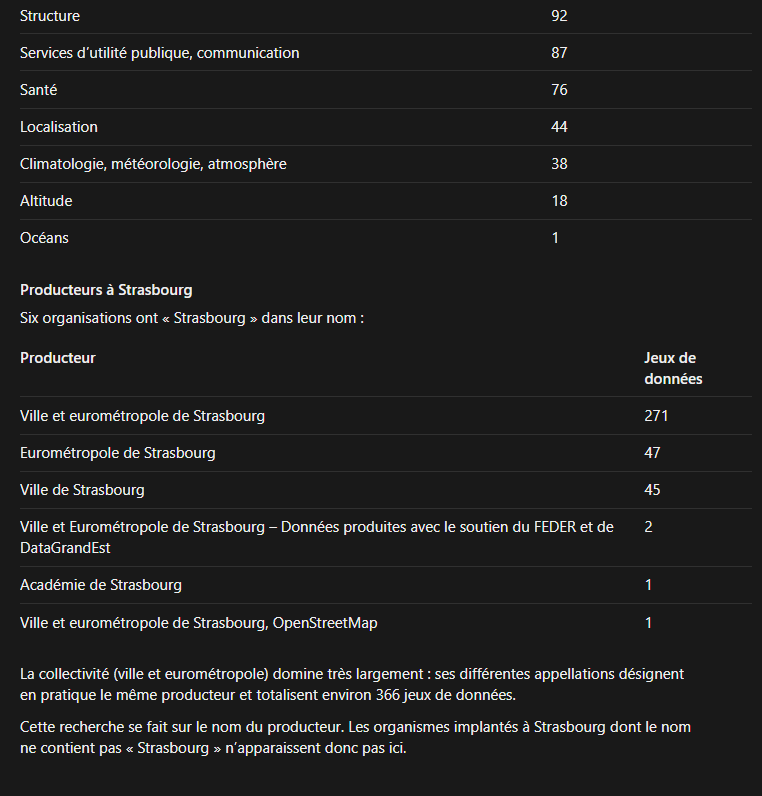 Structure 92
Services d’utilité publique, communication 87
Santé 76
Localisation 44
Climatologie, météorologie, atmosphère 38
Altitude 18
Océans 1
Producteurs à Strasbourg
Six organisations ont « Strasbourg » dans leur nom :
Producteur Jeux de
données
Ville et eurométropole de Strasbourg 271
Eurométropole de Strasbourg 47
Ville de Strasbourg 45
Ville et Eurométropole de Strasbourg – Données produites avec le soutien du FEDER et de 2
DataGrandEst
Académie de Strasbourg 1
Ville et eurométropole de Strasbourg, OpenStreetMap 1
La collectivité (ville et eurométropole) domine très largement : ses différentes appellations désignent
en pratique le même producteur et totalisent environ 366 jeux de données.
Cette recherche se fait sur le nom du producteur. Les organismes implantés à Strasbourg dont le nom
ne contient pas « Strasbourg » n’apparaissent donc pas ici.